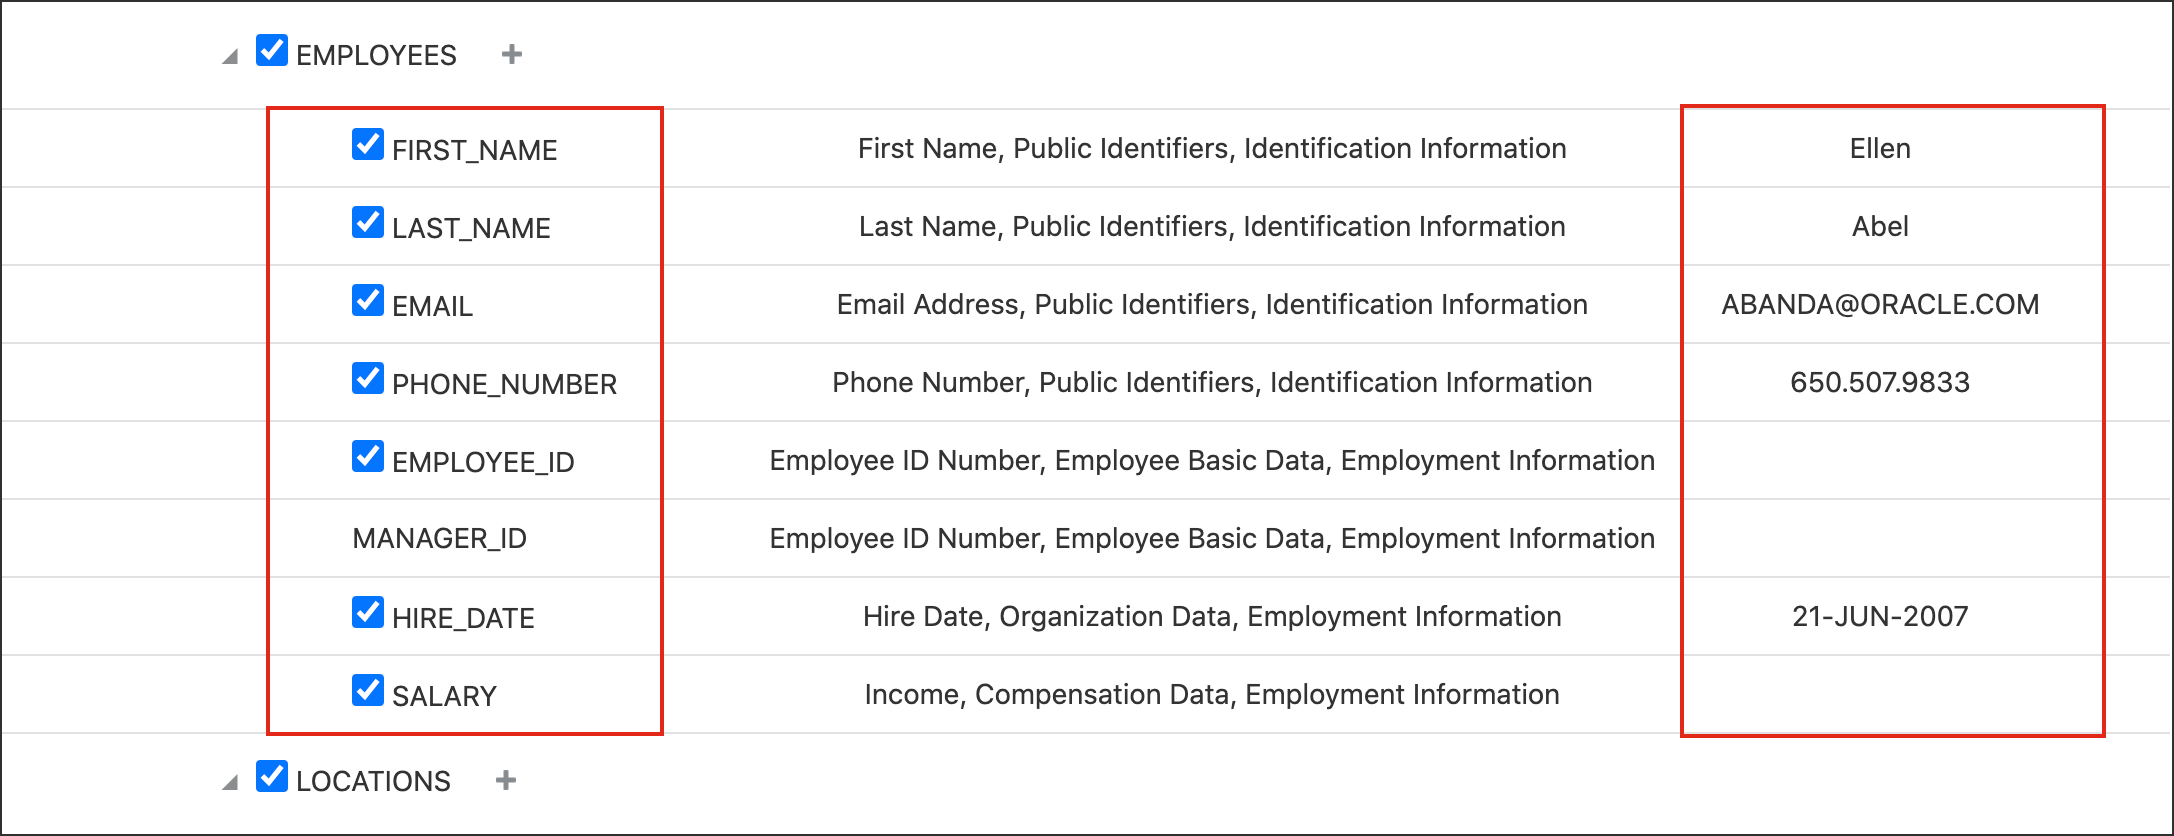 EMPLOYEES +
FIRST_NAME First Name, Public Identifiers, Identification Information Ellen
LAST_NAME Last Name, Public Identifiers, Identification Information Abel
EMAIL Email Address, Public Identifiers, Identification Information ABANDA@ORACLE.COM
PHONE_NUMBER Phone Number, Public Identifiers, Identification Information 650.507.9833
EMPLOYEE_ID Employee ID Number, Employee Basic Data, Employment Information
MANAGER_ID Employee ID Number, Employee Basic Data, Employment Information
HIRE_DATE Hire Date, Organization Data, Employment Information 21-JUN-2007
SALARY Income, Compensation Data, Employment Information
LOCATIONS +